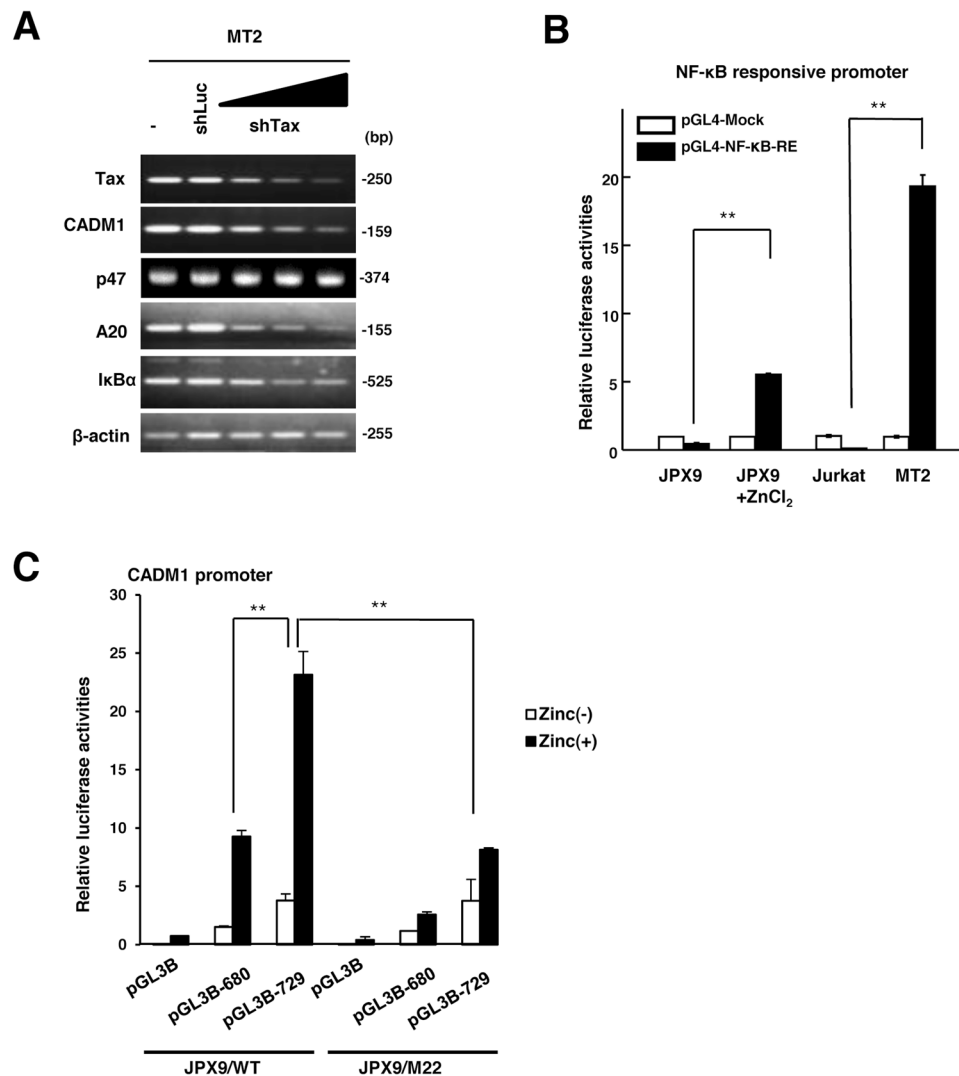 A
MT2
-
shLuc
shTax
(bp)
Tax
-250
CADM1
-159
p47
-374
A20
-155
IκBα
-525
β-actin
-255
B
NF-κB responsive promoter
pGL4-Mock
pGL4-NF-κB-RE
**
**
Relative luciferase activities
20
15
10
5
0
JPX9
JPX9
+ZnCl₂
Jurkat
MT2
C
CADM1 promoter
Relative luciferase activities
30
25
20
15
10
5
0
**
**
Zinc(-)
Zinc(+)
pGL3B
pGL3B-680
pGL3B-729
pGL3B
pGL3B-680
pGL3B-729
JPX9/WT
JPX9/M22